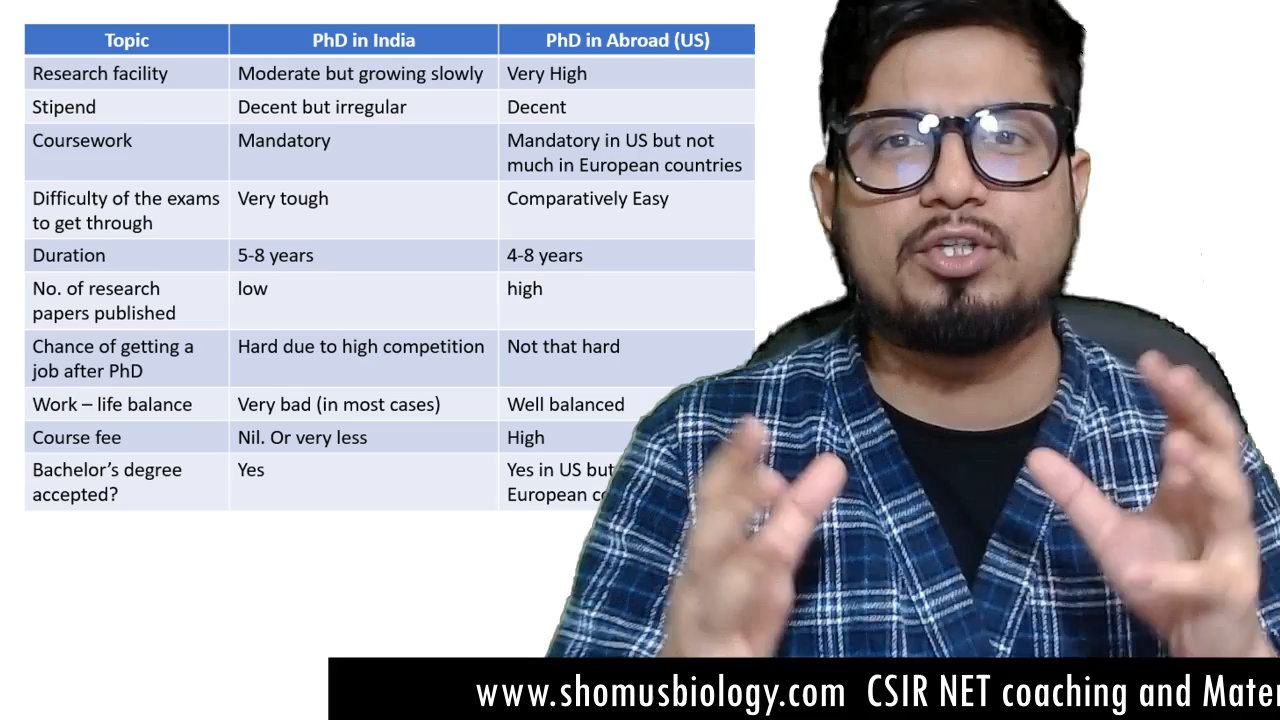 Topic PhD in India PhD in Abroad (US)
Research facility Moderate but growing slowly Very High
Stipend Decent but irregular Decent
Coursework Mandatory Mandatory in US but not
much in European countries
Difficulty of the exams Very tough Comparatively Easy
to get through
Duration 5-8 years 4-8 years
No. of research low high
papers published
Chance of getting a Hard due to high competition Not that hard
job after PhD
Work – life balance Very bad (in most cases) Well balanced
Course fee Nil. Or very less High
Bachelor's degree Yes Yes in US but
accepted? European
www.shomusbiology.com CSIR NET coaching and